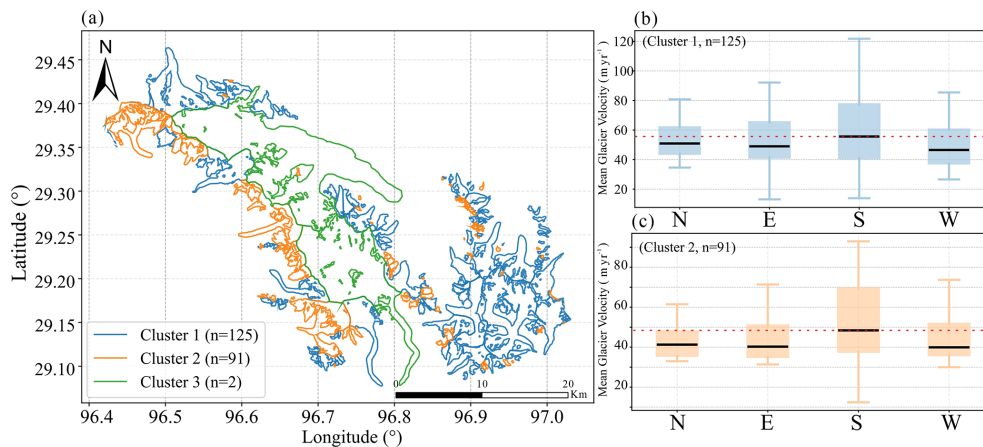 (a)
N
29.45
29.40
29.35
29.30
29.25
29.20
29.15
29.10
Latitude (°)
Cluster 1 (n=125)
Cluster 2 (n=91)
Cluster 3 (n=2)
0 10 20
Km
96.4 96.5 96.6 96.7 96.8 96.9 97.0
Longitude (°)
(b)
(Cluster 1, n=125)
Mean Glacier Velocity ( m yr⁻¹)
120
100
80
60
40
20
N E S W
(c)
(Cluster 2, n=91)
Mean Glacier Velocity ( m yr⁻¹)
80
60
40
20
N E S W